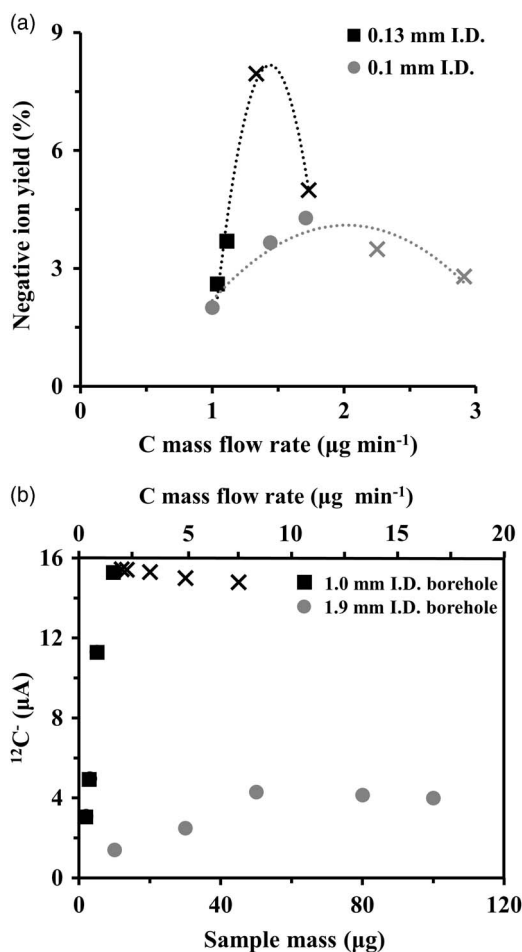 (a)
9
6
3
0
Negative ion yield (%)
0.13 mm I.D.
0.1 mm I.D.
0 1 2 3
C mass flow rate (μg min⁻¹)
(b)
C mass flow rate (μg min⁻¹)
0 5 10 15 20
16
12
8
4
0
¹²C⁻ (μA)
1.0 mm I.D. borehole
1.9 mm I.D. borehole
0 40 80 120
Sample mass (μg)